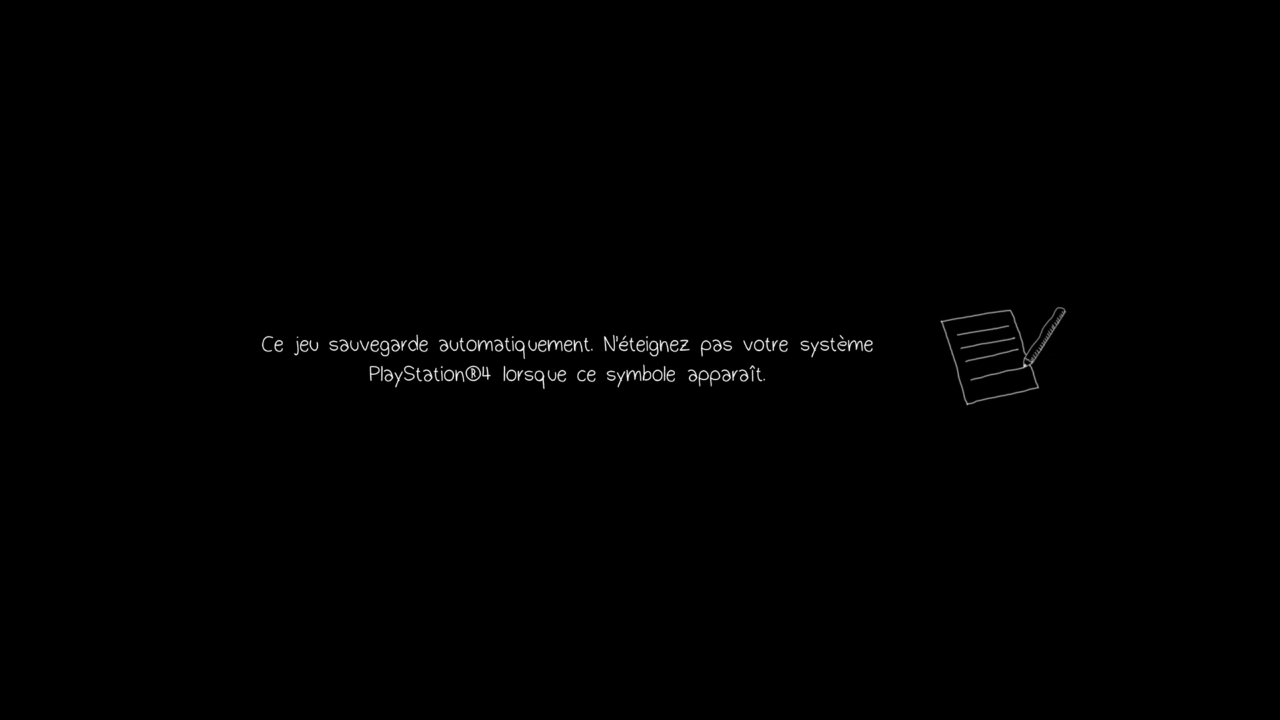 Ce jeu sauvegarde automatiquement. N'éteignez pas votre système
PlayStation®4 lorsque ce symbole apparaît.